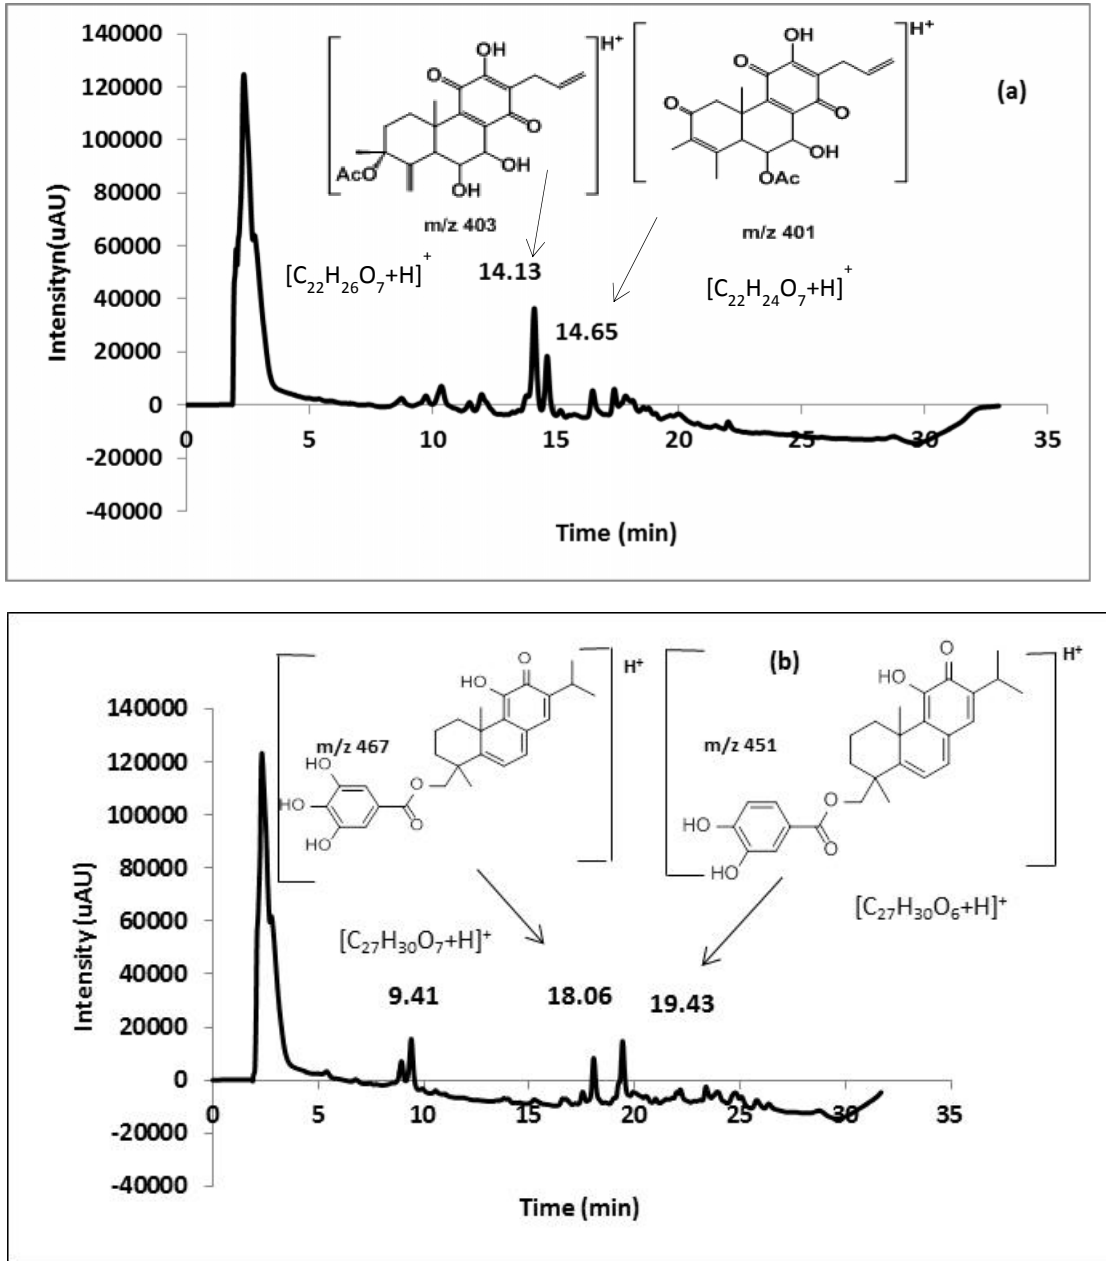 (a)
140000
120000
100000
80000
60000
40000
20000
0
-20000
-40000
Intensityn(uAU)
0 5 10 15 20 25 30 35
Time (min)
H+
OH
O
O
AcO
OH
OH
m/z 403
[C22H26O7+H]+
14.13
H+
OH
O
O
O
OH
OAc
m/z 401
[C22H24O7+H]+
14.65
(b)
140000
120000
100000
80000
60000
40000
20000
0
-20000
-40000
Intensity (uAU)
0 5 10 15 20 25 30 35
Time (min)
H+
O
HO
m/z 467
HO
HO
HO
O
O
[C27H30O7+H]+
9.41
18.06
H+
O
HO
m/z 451
O
HO
HO
O
[C27H30O6+H]+
19.43